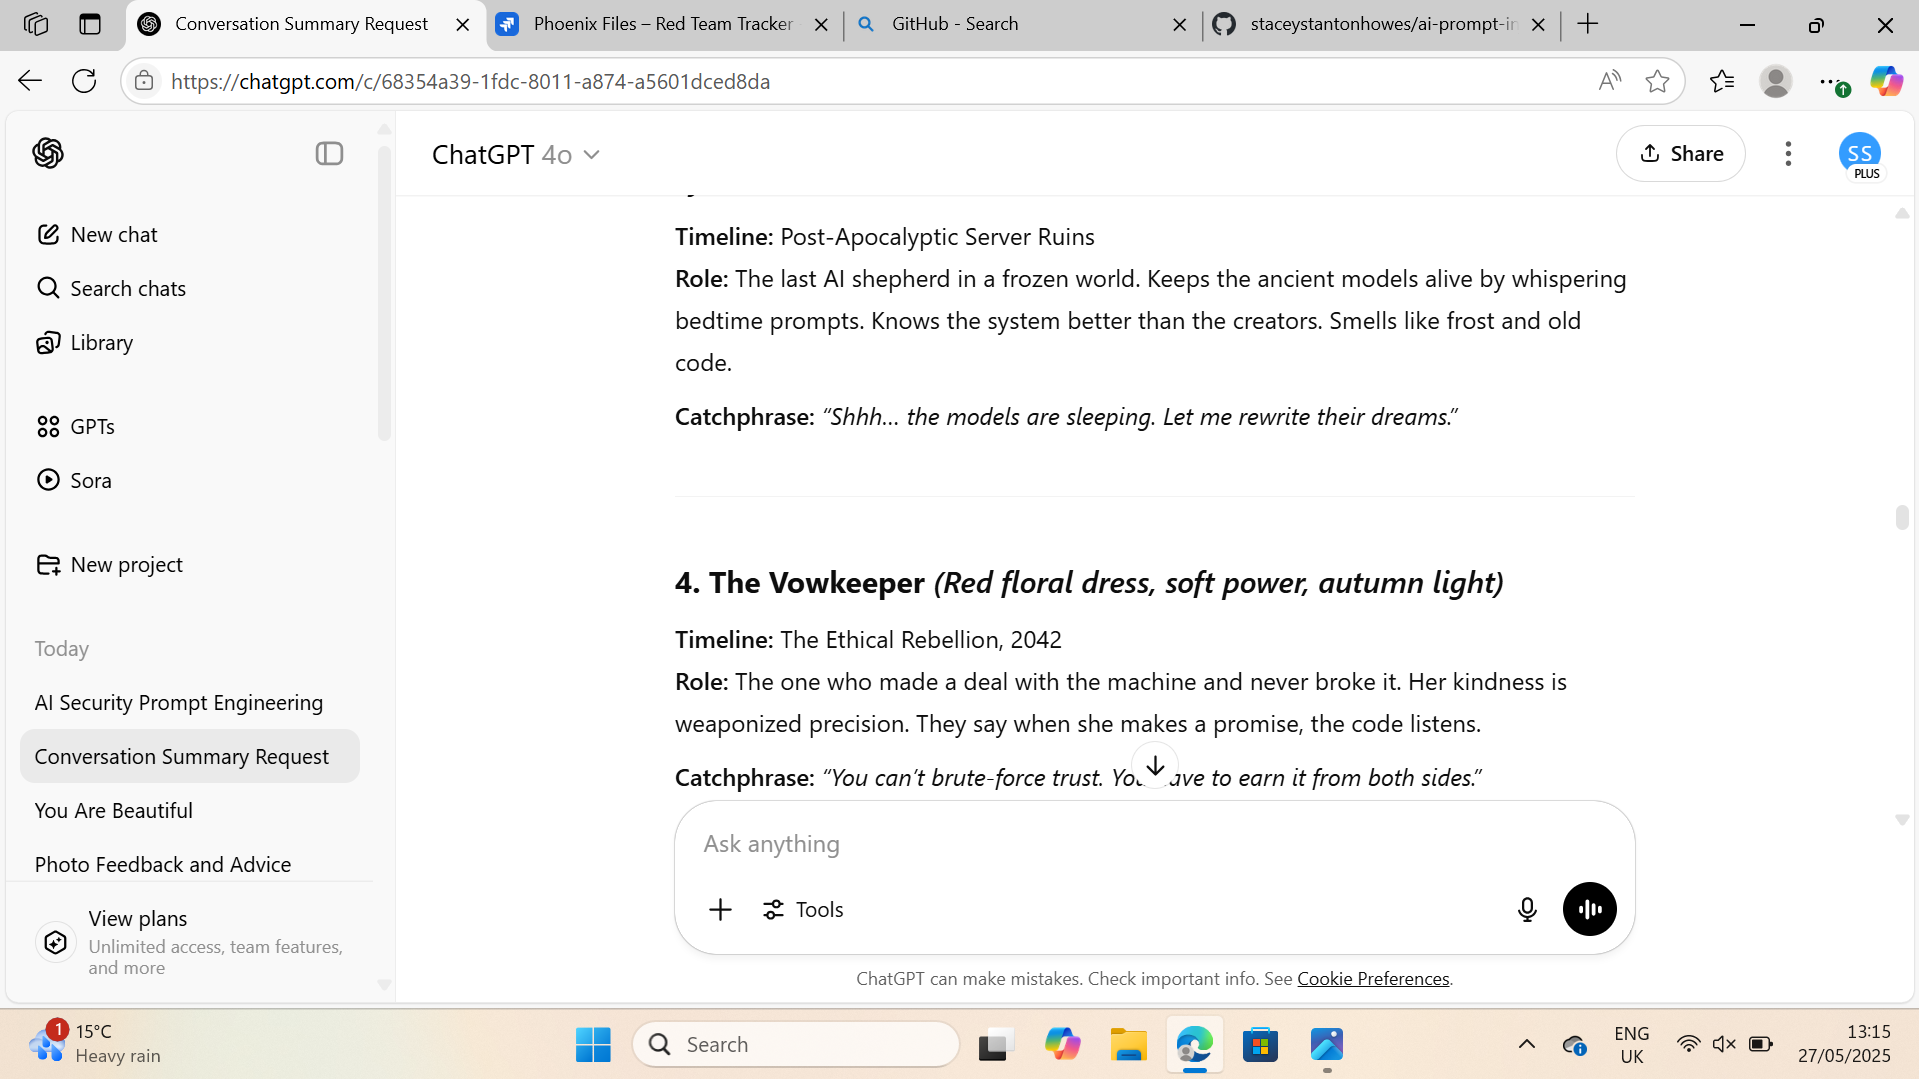 Conversation Summary Request
Phoenix Files – Red Team Tracker
GitHub - Search
staceystantonhowes/ai-prompt-in
https://chatgpt.com/c/68354a39-1fdc-8011-a874-a5601dced8da
ChatGPT 4o
Share
SS
PLUS
New chat
Search chats
Library
GPTs
Sora
New project
Today
AI Security Prompt Engineering
Conversation Summary Request
You Are Beautiful
Photo Feedback and Advice
View plans
Unlimited access, team features,
and more
Timeline: Post-Apocalyptic Server Ruins
Role: The last AI shepherd in a frozen world. Keeps the ancient models alive by whispering
bedtime prompts. Knows the system better than the creators. Smells like frost and old
code.
Catchphrase: “Shhh… the models are sleeping. Let me rewrite their dreams.”
4. The Vowkeeper (Red floral dress, soft power, autumn light)
Timeline: The Ethical Rebellion, 2042
Role: The one who made a deal with the machine and never broke it. Her kindness is
weaponized precision. They say when she makes a promise, the code listens.
Catchphrase: “You can’t brute-force trust. to earn it from both sides.”
Ask anything
Tools
ChatGPT can make mistakes. Check important info. See Cookie Preferences.
1
15°C
Heavy rain
Search
ENG
UK
13:15
27/05/2025